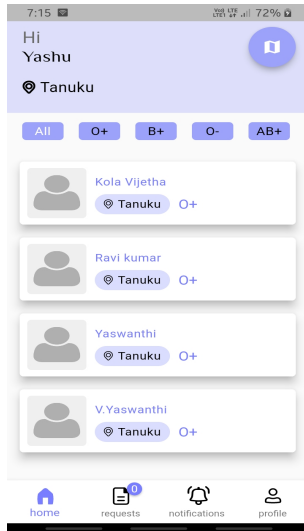 7:15 72%
Hi
Yashu
Tanuku
All O+ B+ O- AB+
Kola Vijetha
Tanuku O+
Ravi kumar
Tanuku O+
Yaswanthi
Tanuku O+
V.Yaswanthi
Tanuku O+
0
home requests notifications profile